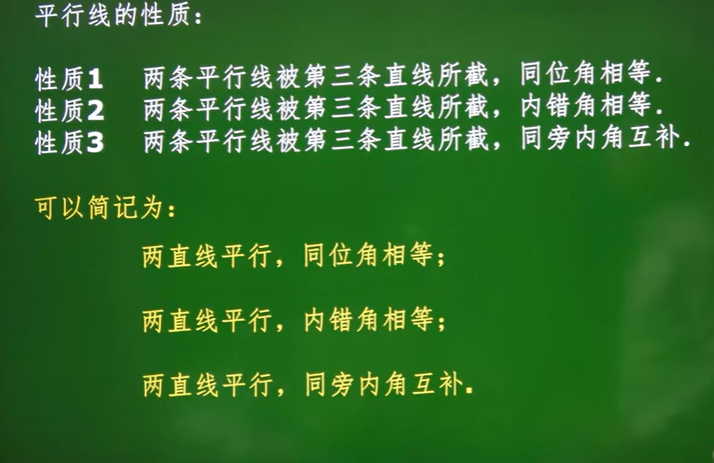 平行线的性质：
性质1 两条平行线被第三条直线所截，同位角相等．
性质2 两条平行线被第三条直线所截，内错角相等．
性质3 两条平行线被第三条直线所截，同旁内角互补．
可以简记为：
两直线平行，同位角相等；
两直线平行，内错角相等；
两直线平行，同旁内角互补．